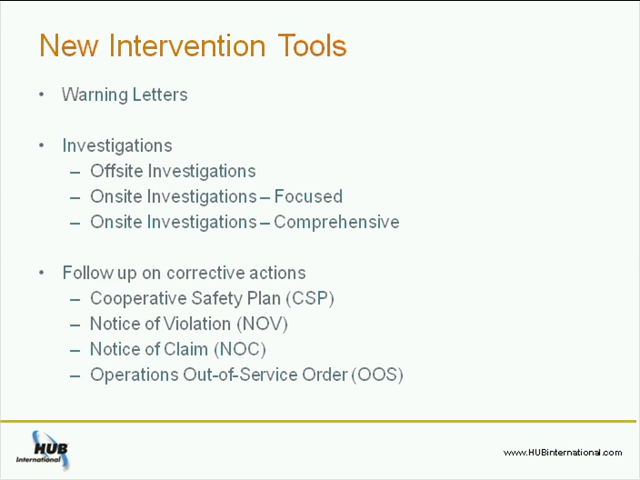 New Intervention Tools
• Warning Letters
• Investigations
– Offsite Investigations
– Onsite Investigations – Focused
– Onsite Investigations – Comprehensive
• Follow up on corrective actions
– Cooperative Safety Plan (CSP)
– Notice of Violation (NOV)
– Notice of Claim (NOC)
– Operations Out-of-Service Order (OOS)
HUB
International
www.HUBinternational.com